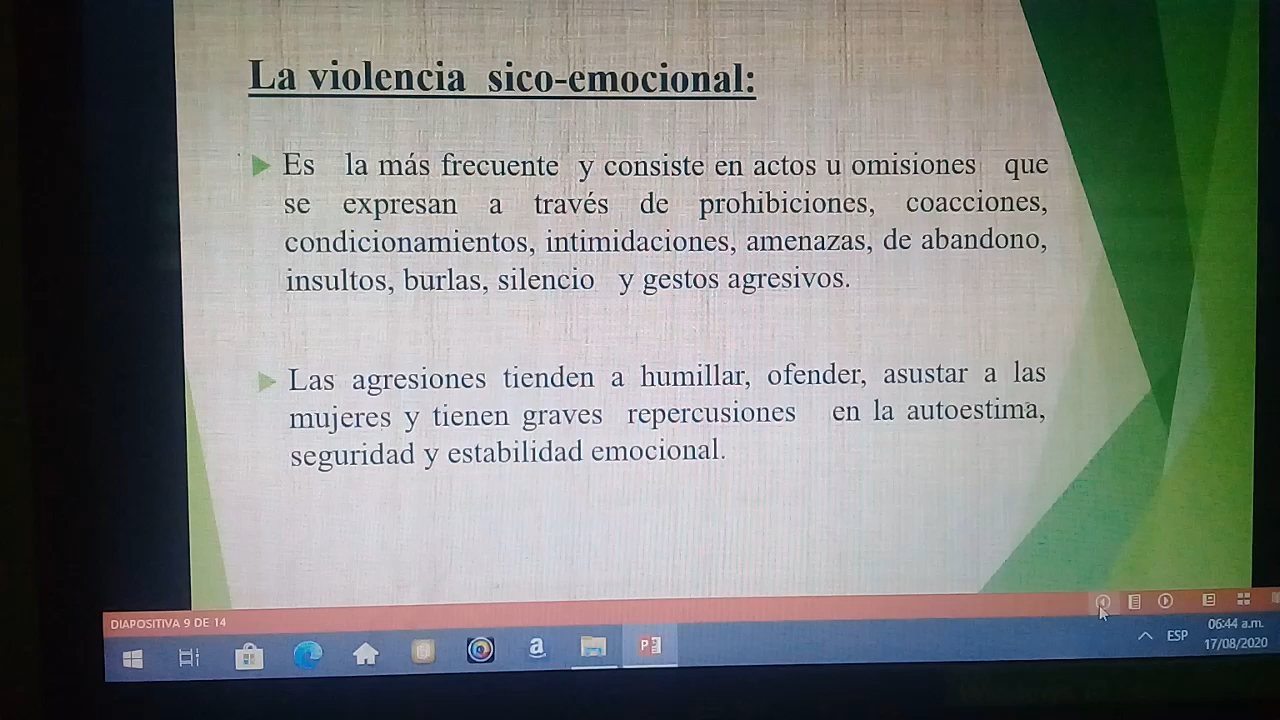 La violencia sico-emocional:
Es la más frecuente y consiste en actos u omisiones que
se expresan a través de prohibiciones, coacciones,
condicionamientos, intimidaciones, amenazas, de abandono,
insultos, burlas, silencio y gestos agresivos.
Las agresiones tienden a humillar, ofender, asustar a las
mujeres y tienen graves repercusiones en la autoestima,
seguridad y estabilidad emocional.
DIAPOSITIVA 9 DE 14
ESP
06:44 a.m.
17/08/2020